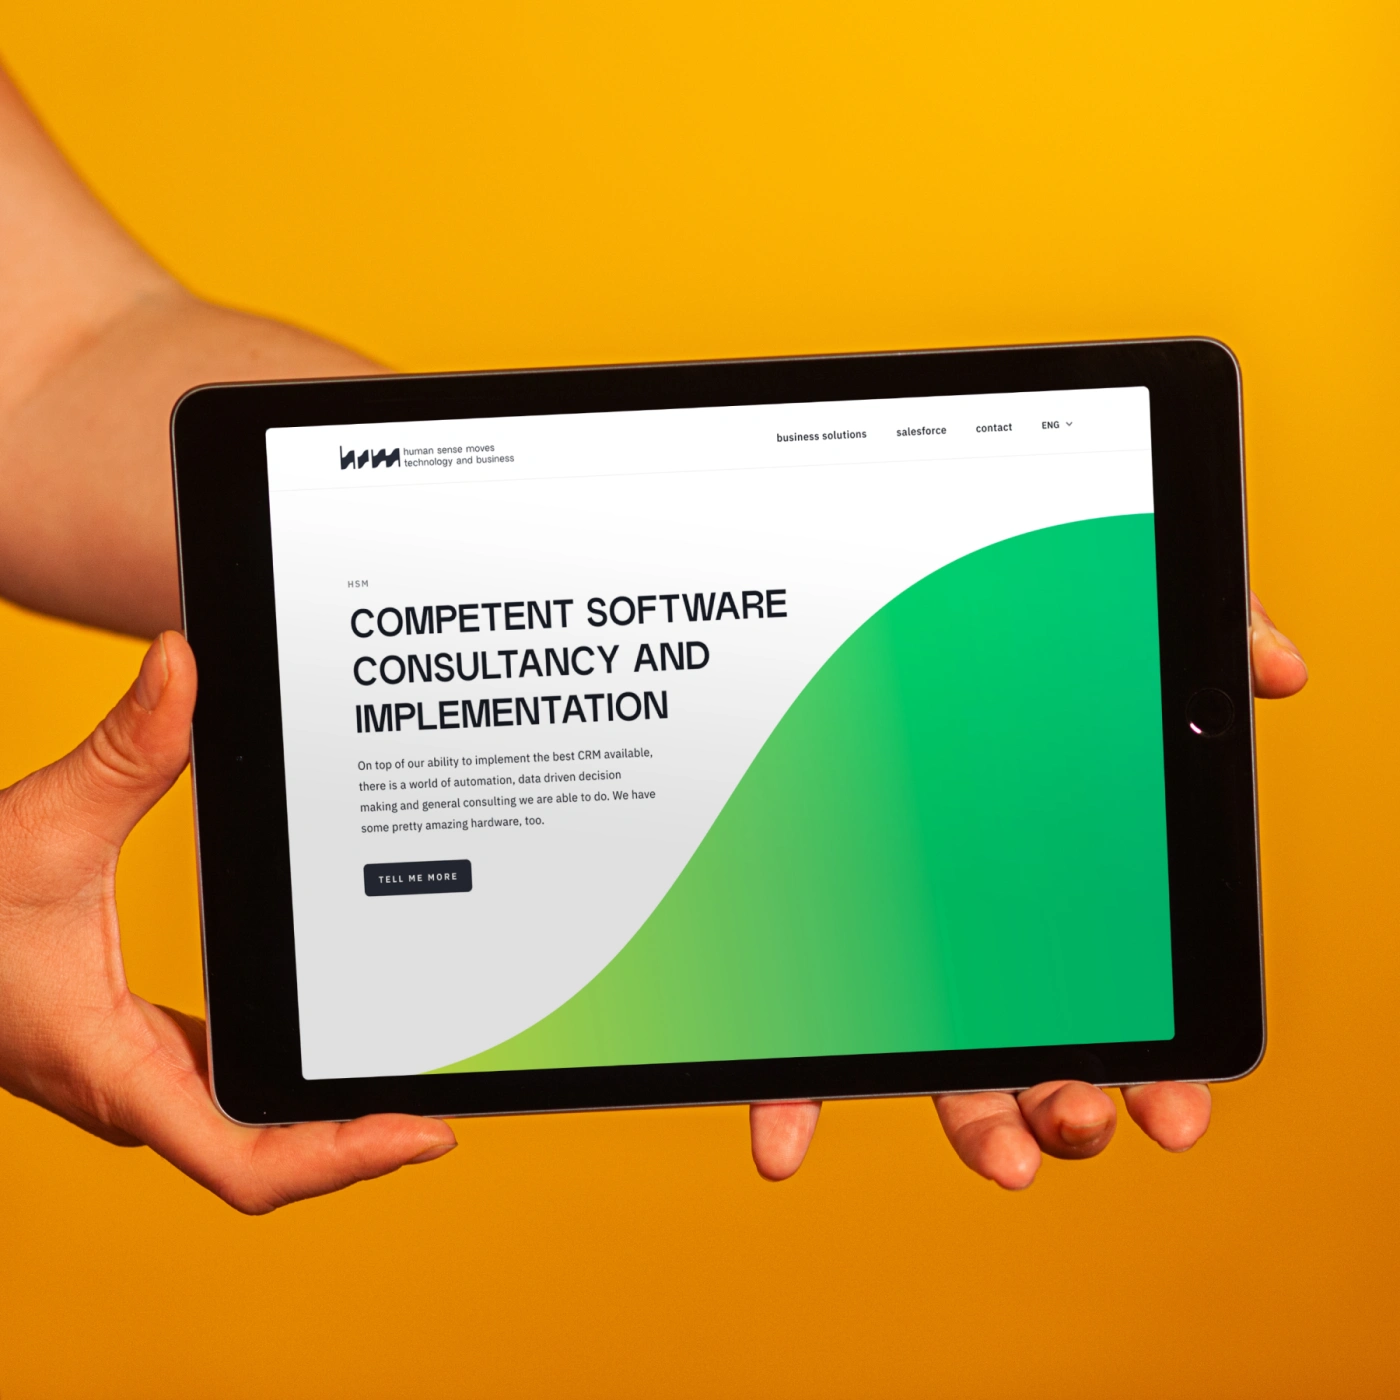 hsm human sense moves
technology and business
business solutions salesforce contact ENG
HSM
COMPETENT SOFTWARE
CONSULTANCY AND
IMPLEMENTATION
On top of our ability to implement the best CRM available,
there is a world of automation, data driven decision
making and general consulting we are able to do. We have
some pretty amazing hardware, too.
TELL ME MORE